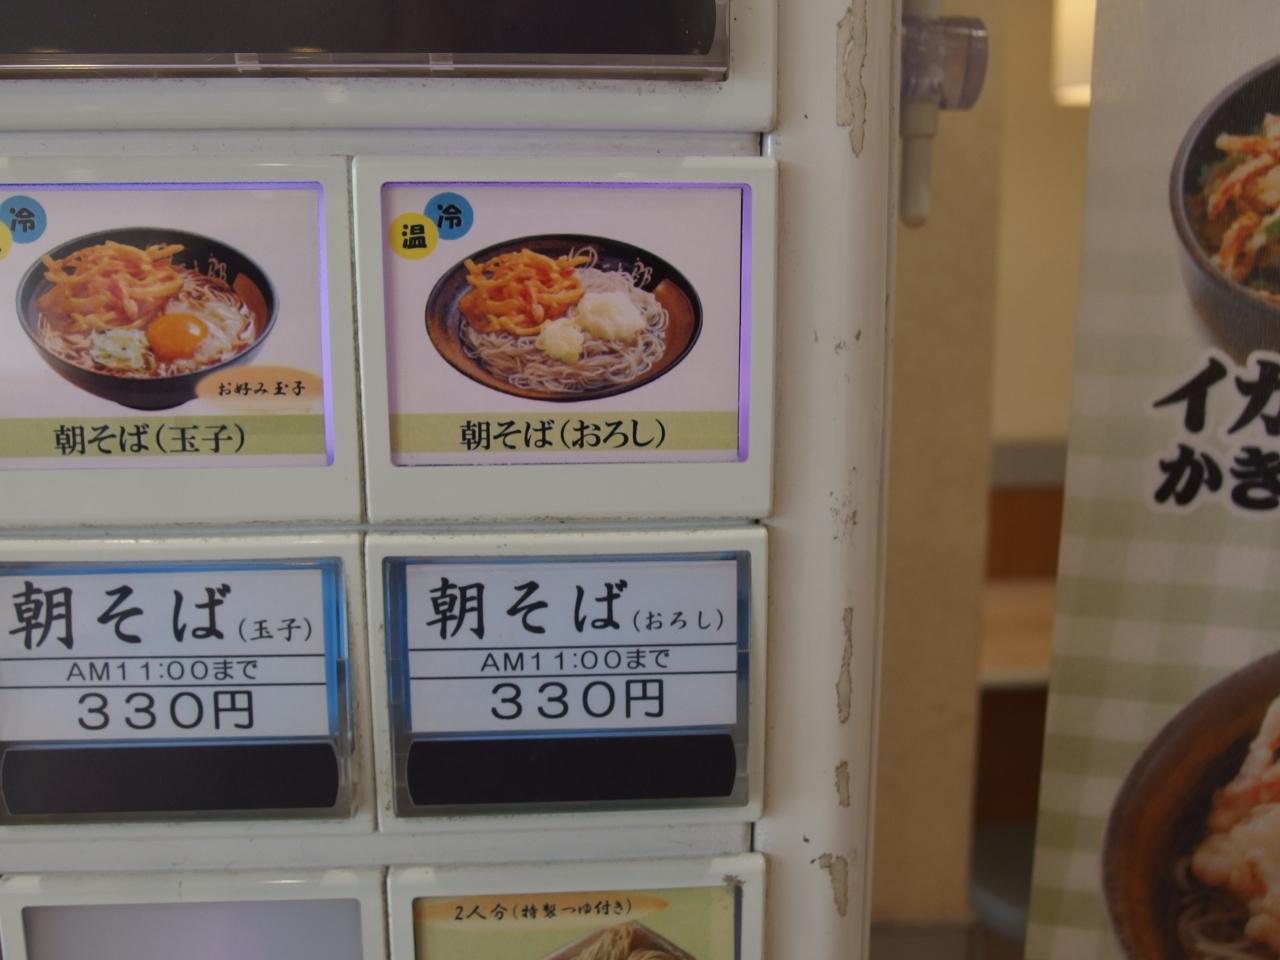 冷
温
冷
お好み玉子
朝そば(玉子)
朝そば(おろし)
朝そば(玉子)
AM11:00まで
330円
朝そば(おろし)
AM11:00まで
330円
2人分(特製つゆ付き)
イカ
かき